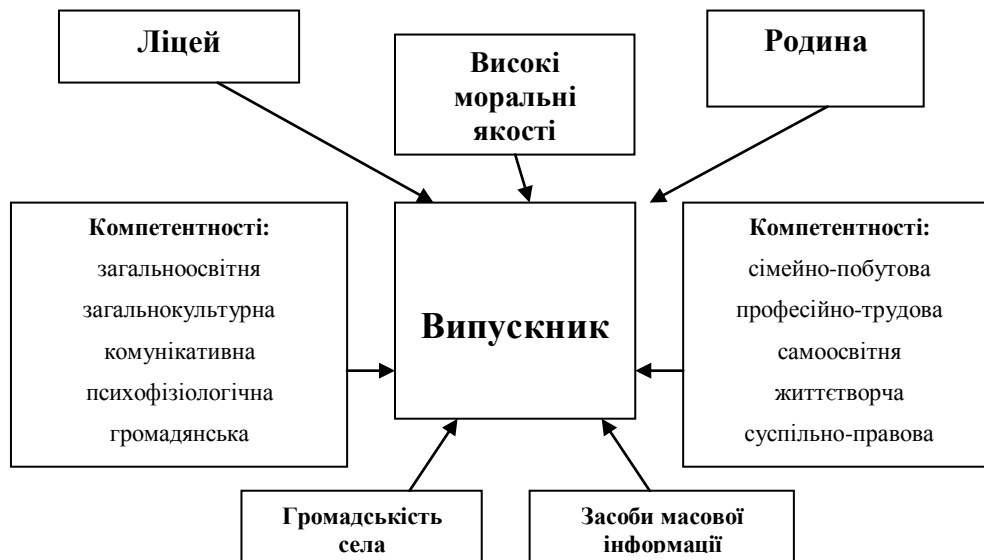 Ліцей
Високі
моральні
якості
Родина
Компетентності:
загальноосвітня
загальнокультурна
комунікативна
психофізіологічна
громадянська
Випускник
Компетентності:
сімейно-побутова
професійно-трудова
самоосвітня
життєтворча
суспільно-правова
Громадськість
села
Засоби масової
інформації